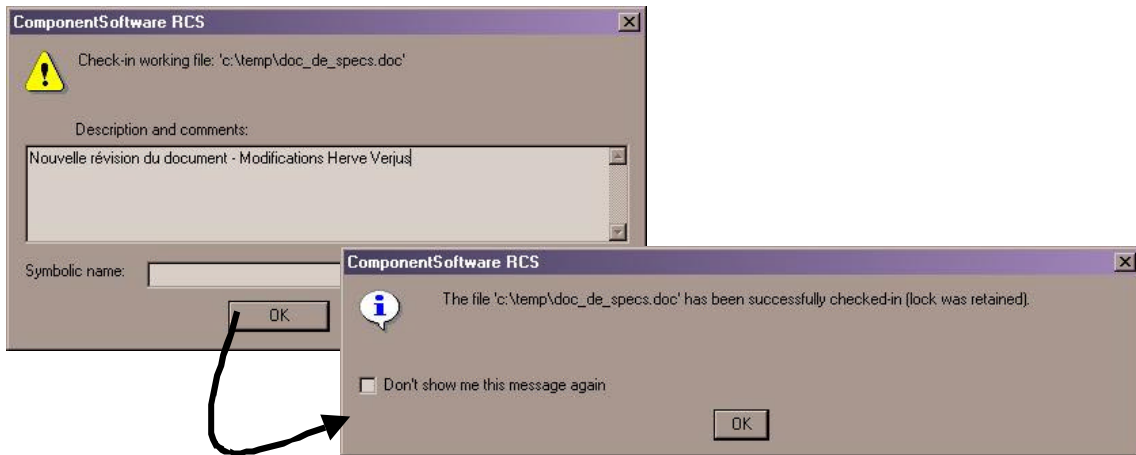 ComponentSoftware RCS
Check-in working file: 'c:\temp\doc_de_specs.doc'
Description and comments:
Nouvelle révision du document - Modifications Herve Verjus
Symbolic name:
OK
ComponentSoftware RCS
The file 'c:\temp\doc_de_specs.doc' has been successfully checked-in (lock was retained).
Don't show me this message again
OK